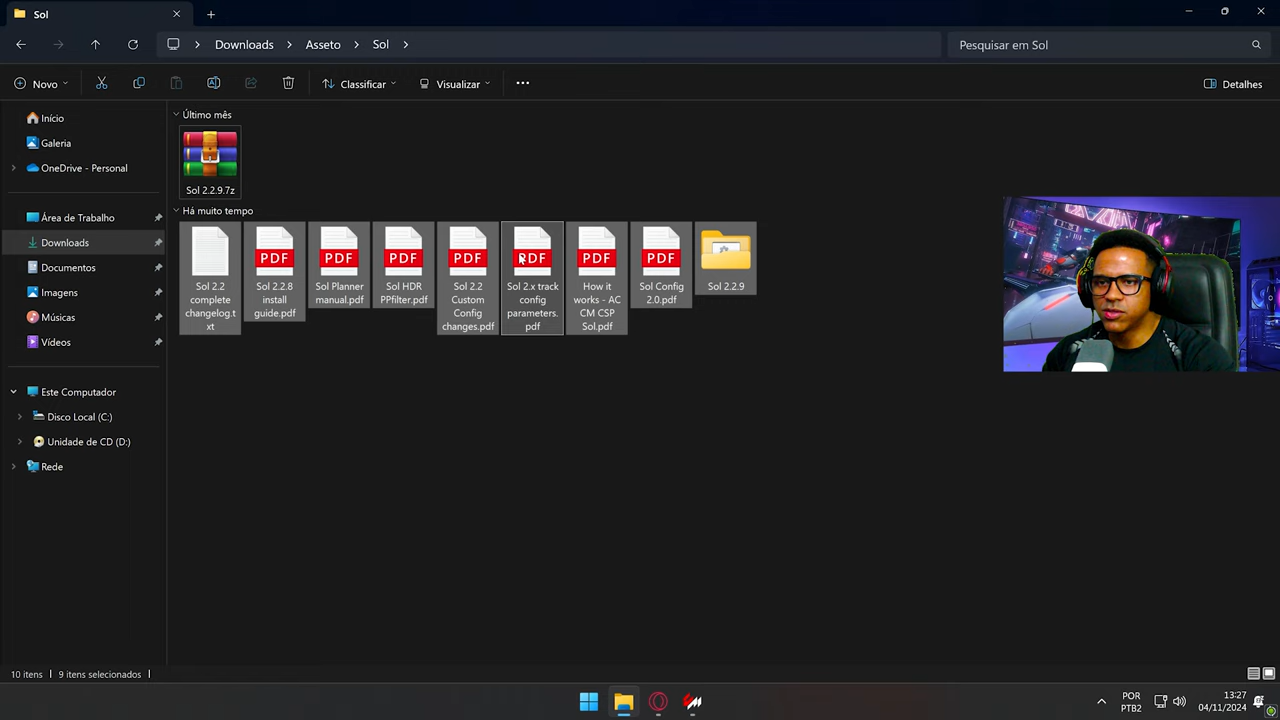 Sol
Downloads
Asseto
Sol
Pesquisar em Sol
Novo
Classificar
Visualizar
Detalhes
Início
Galeria
OneDrive - Personal
Área de Trabalho
Downloads
Documentos
Imagens
Músicas
Vídeos
Este Computador
Disco Local (C:)
Unidade de CD (D:)
Rede
Último mês
Sol 2.2.9.7z
Há muito tempo
Sol 2.2
complete
changelog.t
xt
PDF
Sol 2.2.8
install
guide.pdf
PDF
Sol Planner
manual.pdf
PDF
Sol HDR
PPfilter.pdf
PDF
Sol 2.2
Custom
Config
changes.pdf
PDF
Sol 2.x track
config
parameters.
pdf
PDF
How it
works - AC
CM CSP
Sol.pdf
PDF
Sol Config
2.0.pdf
Sol 2.2.9
10 itens
9 itens selecionados
POR
PTB2
13:27
04/11/2024